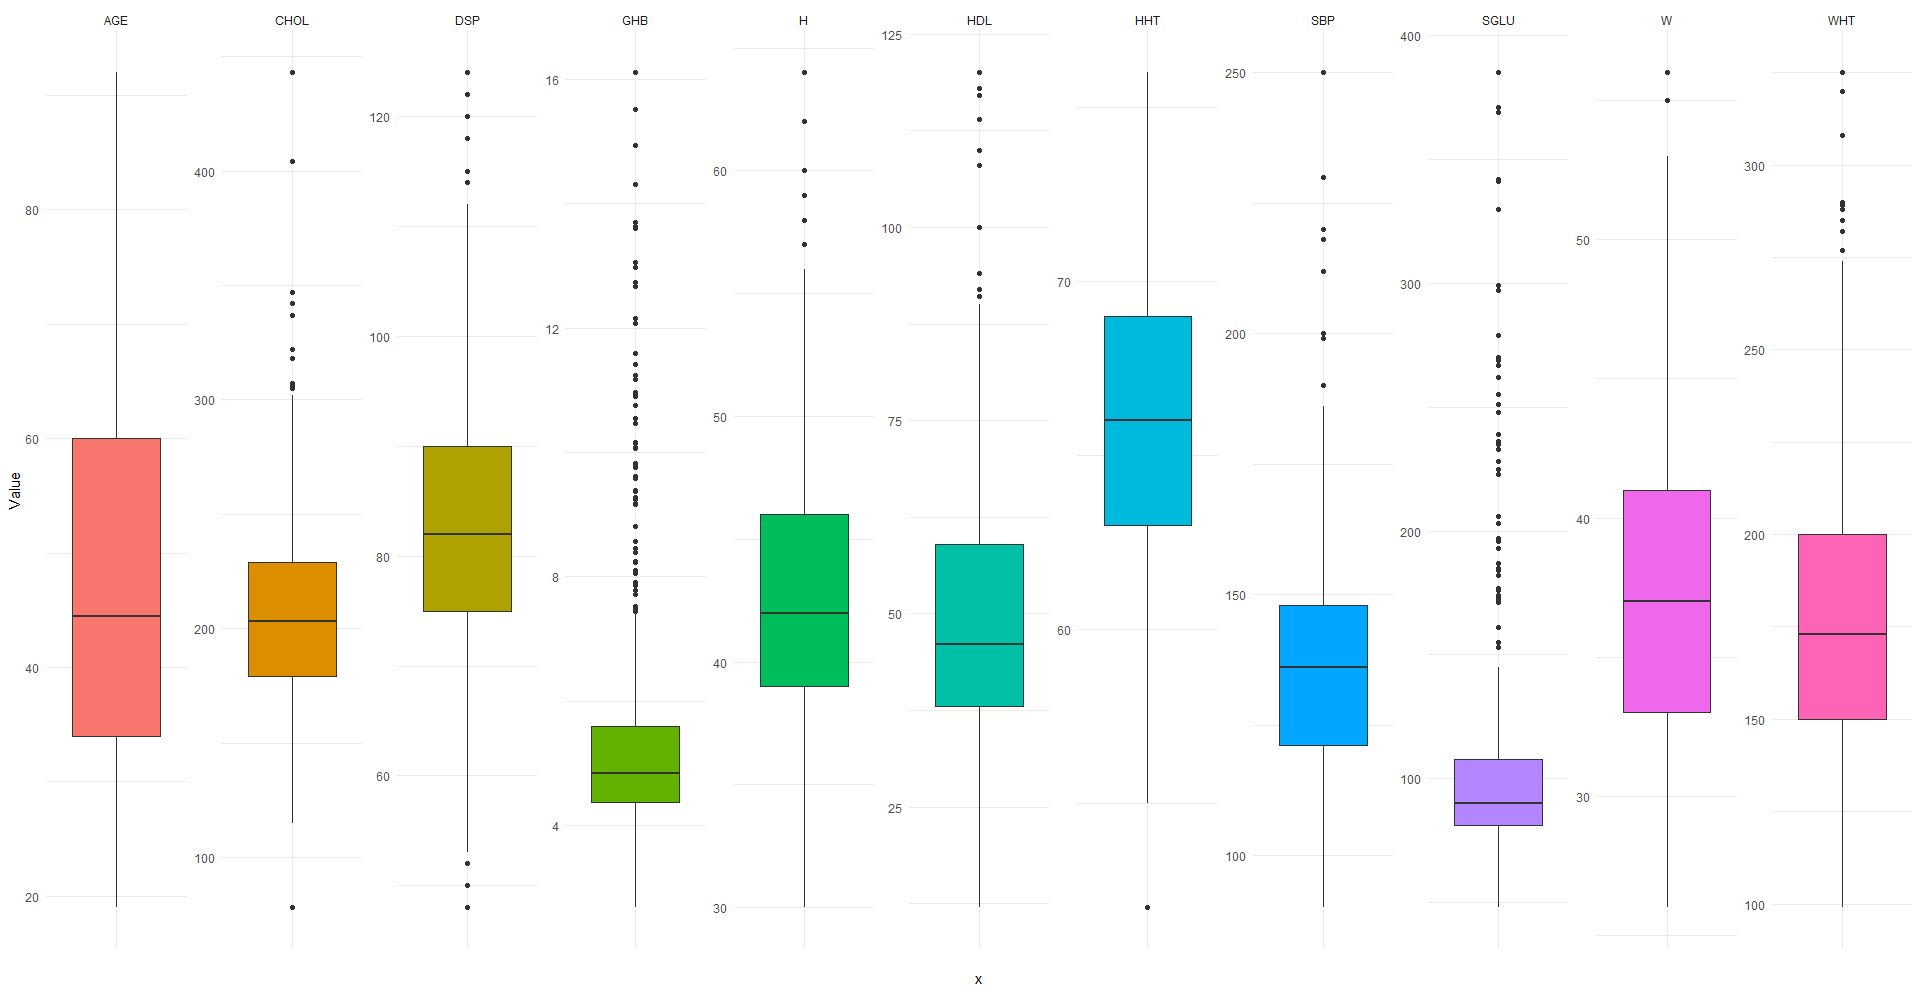 AGE CHOL DSP GHB H HDL HHT SBP SGLU W WHT
Value
20 40 60 80
100 200 300 400
60 80 100 120
4 8 12 16
30 40 50 60
25 50 75 100 125
60 70
100 150 200 250
100 200 300 400
30 40 50
100 150 200 250 300
x